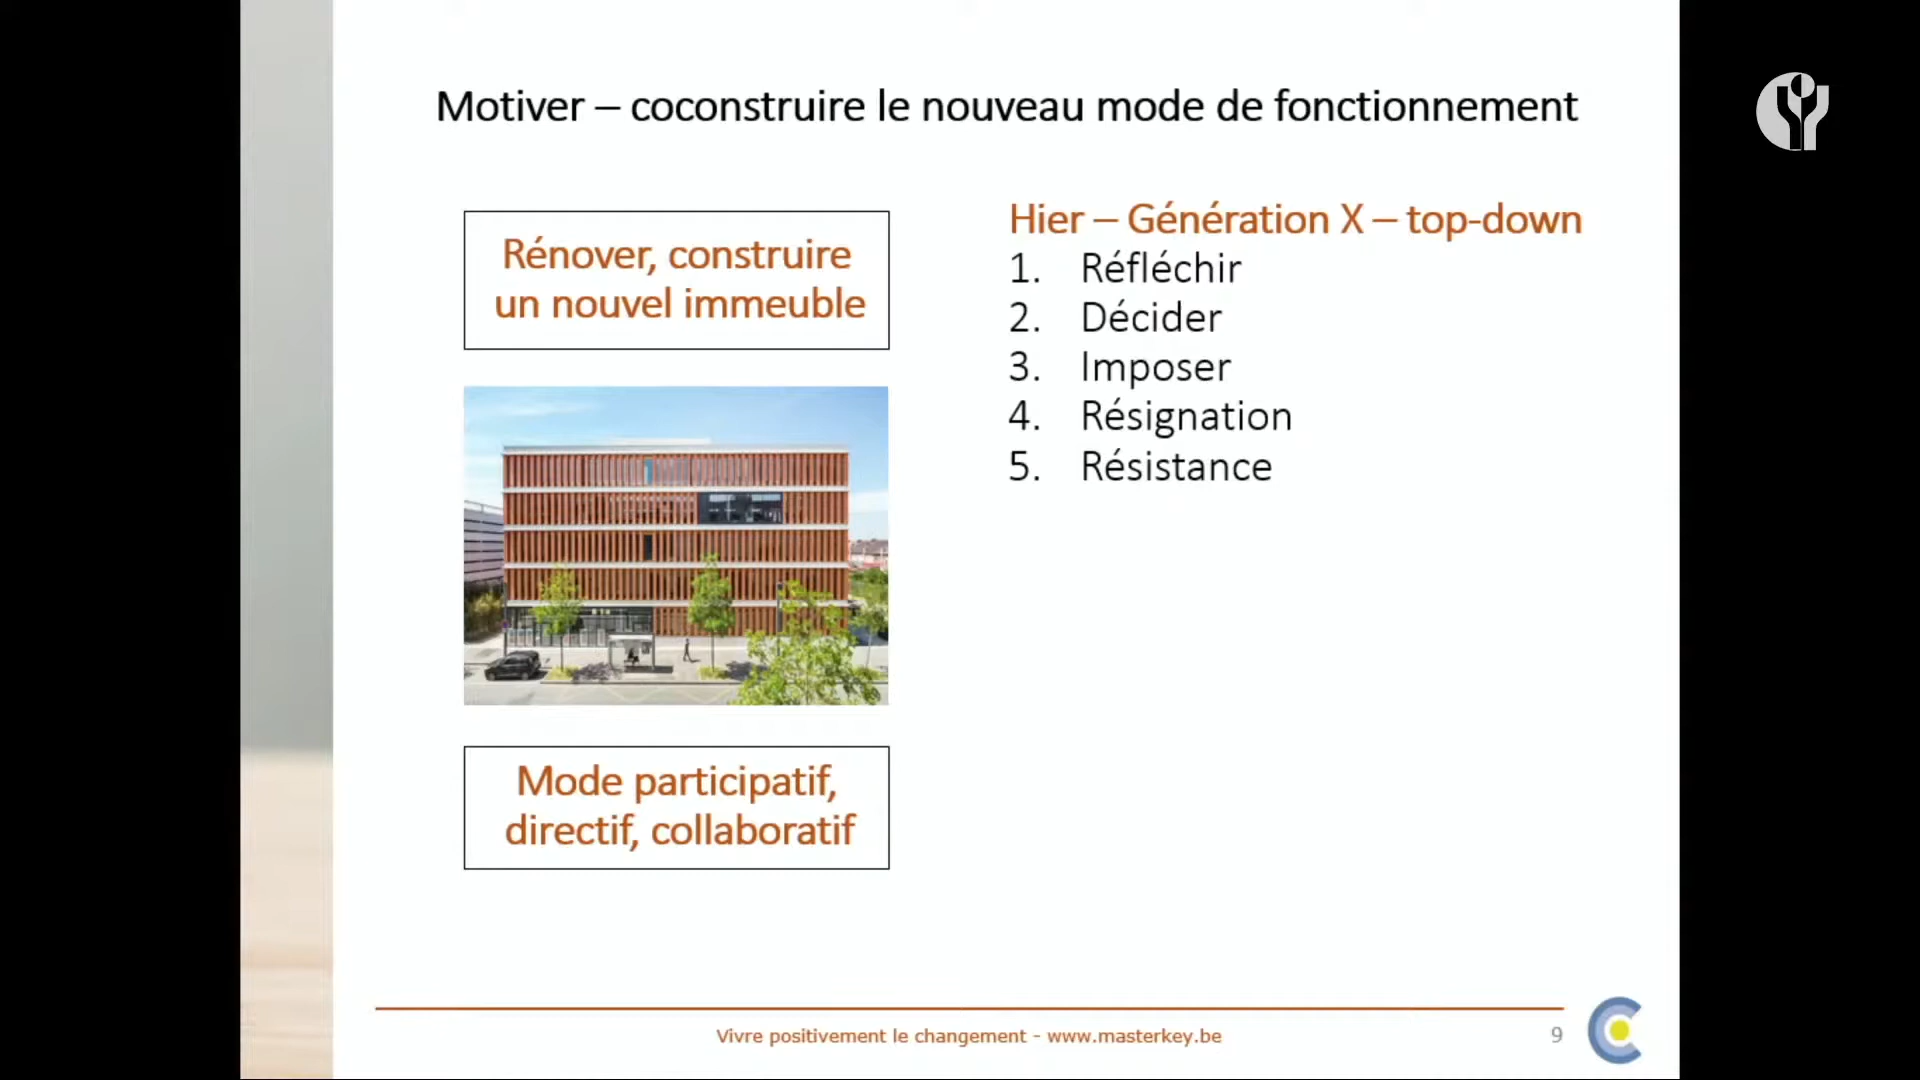 Motiver – coconstruire le nouveau mode de fonctionnement
Rénover, construire
un nouvel immeuble
Mode participatif,
directif, collaboratif
Hier – Génération X – top-down
1. Réfléchir
2. Décider
3. Imposer
4. Résignation
5. Résistance
Vivre positivement le changement - www.masterkey.be
9